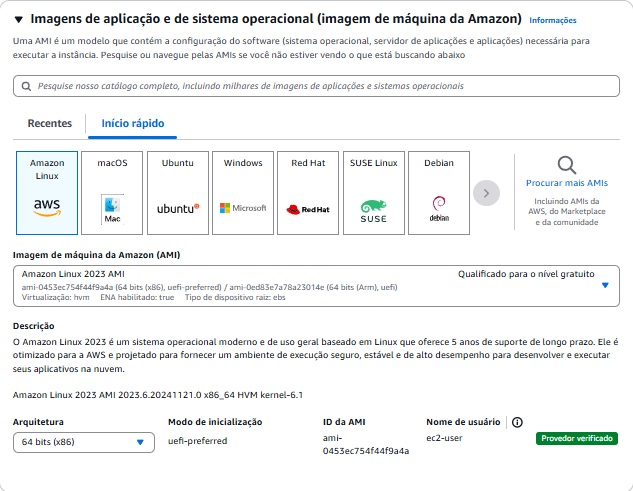 Imagens de aplicação e de sistema operacional (imagem de máquina da Amazon) Informações
Uma AMI é um modelo que contém a configuração do software (sistema operacional, servidor de aplicações e aplicações) necessária para
executar a instância. Pesquise ou navegue pelas AMIs se você não estiver vendo o que está buscando abaixo
Pesquise nosso catálogo completo, incluindo milhares de imagens de aplicações e sistemas operacionais
Recentes
Início rápido
Amazon
Linux
aws
macOS
Mac
Ubuntu
ubuntu
Windows
Microsoft
Red Hat
Red Hat
SUSE Linux
SUSE
Debian
debian
Procurar mais AMIs
Incluindo AMIs da
AWS, do Marketplace
e da comunidade
Imagem de máquina da Amazon (AMI)
Amazon Linux 2023 AMI
Qualificado para o nível gratuito
ami-0453ec754f44f9a4a (64 bits (x86), uefi-preferred) / ami-0ed83e7a78a23014e (64 bits (Arm), uefi)
Virtualização: hvm ENA habilitado: true Tipo de dispositivo raiz: ebs
Descrição
O Amazon Linux 2023 é um sistema operacional moderno e de uso geral baseado em Linux que oferece 5 anos de suporte de longo prazo. Ele é
otimizado para a AWS e projetado para fornecer um ambiente de execução seguro, estável e de alto desempenho para desenvolver e executar
seus aplicativos na nuvem.
Amazon Linux 2023 AMI 2023.6.20241121.0 x86_64 HVM kernel-6.1
Arquitetura
64 bits (x86)
Modo de inicialização
uefi-preferred
ID da AMI
ami-
0453ec754f44f9a4a
Nome de usuário
ec2-user
Provedor verificado